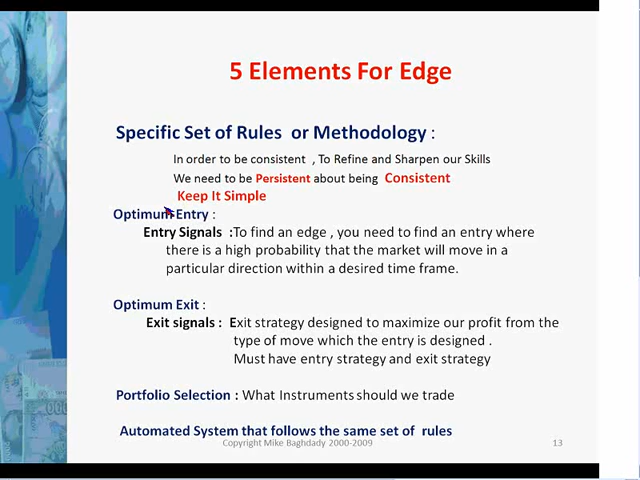 5 Elements For Edge
Specific Set of Rules or Methodology :
In order to be consistent , To Refine and Sharpen our Skills
We need to be Persistent about being Consistent
Keep It Simple
Optimum Entry :
Entry Signals :To find an edge , you need to find an entry where
there is a high probability that the market will move in a
particular direction within a desired time frame.
Optimum Exit :
Exit signals : Exit strategy designed to maximize our profit from the
type of move which the entry is designed .
Must have entry strategy and exit strategy
Portfolio Selection : What Instruments should we trade
Automated System that follows the same set of rules
Copyright Mike Baghdady 2000-2009
13